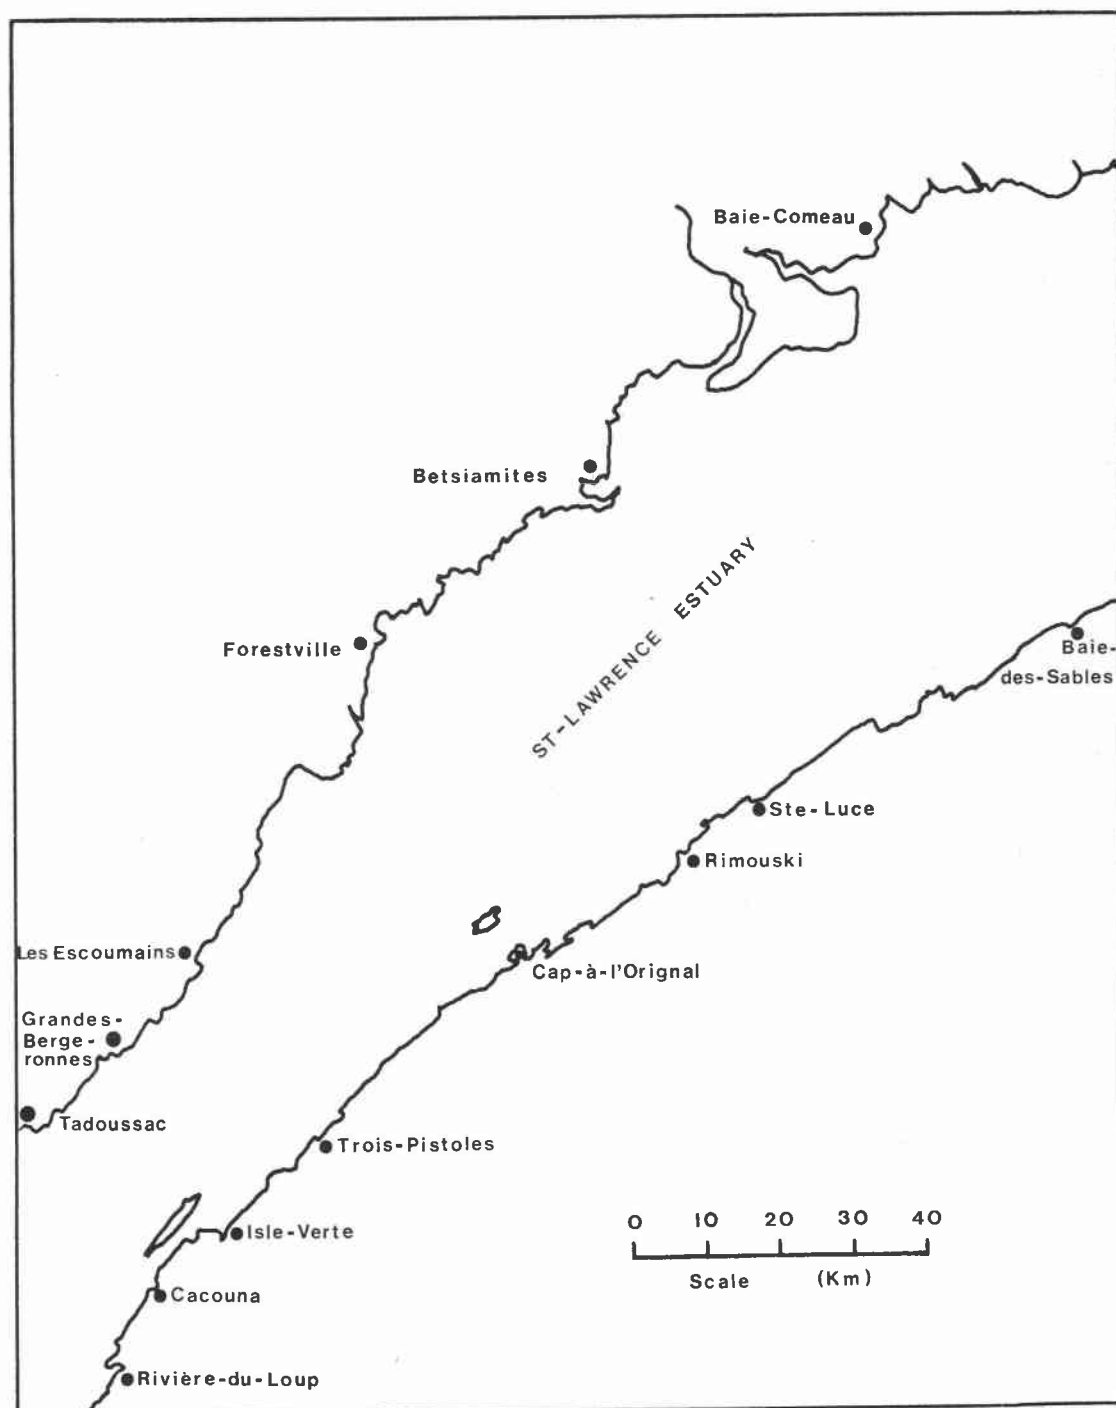 Baie-Comeau
Betsiamites
ST-LAWRENCE ESTUARY
Forestville
Baie-
des-Sables
Ste-Luce
Rimouski
Les Escoumains
Cap-à-l'Orignal
Grandes-
Berge-
ronnes
Tadoussac
Trois-Pistoles
Isle-Verte
0 10 20 30 40
Scale (Km)
Cacouna
Rivière-du-Loup